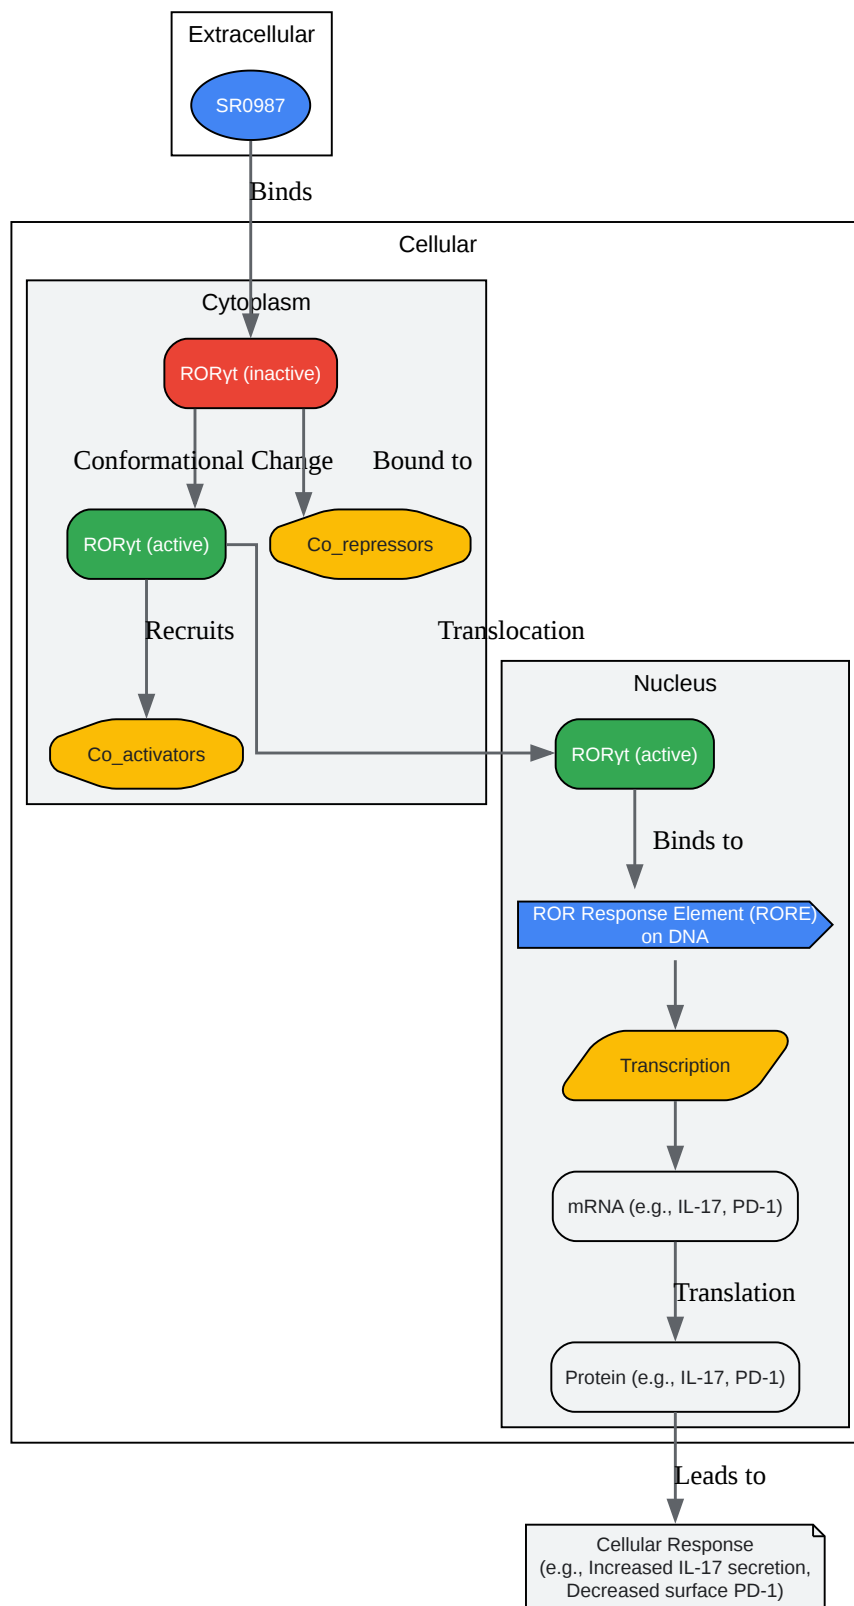 Extracellular
SR0987
Binds
Cellular
Cytoplasm
RORγt (inactive)
Conformational Change
Bound to
RORγt (active)
Co_repressors
Recruits
Translocation
Nucleus
Co_activators
RORγt (active)
Binds to
ROR Response Element (RORE)
on DNA
Transcription
mRNA (e.g., IL-17, PD-1)
Translation
Protein (e.g., IL-17, PD-1)
Leads to
Cellular Response
(e.g., Increased IL-17 secretion,
Decreased surface PD-1)